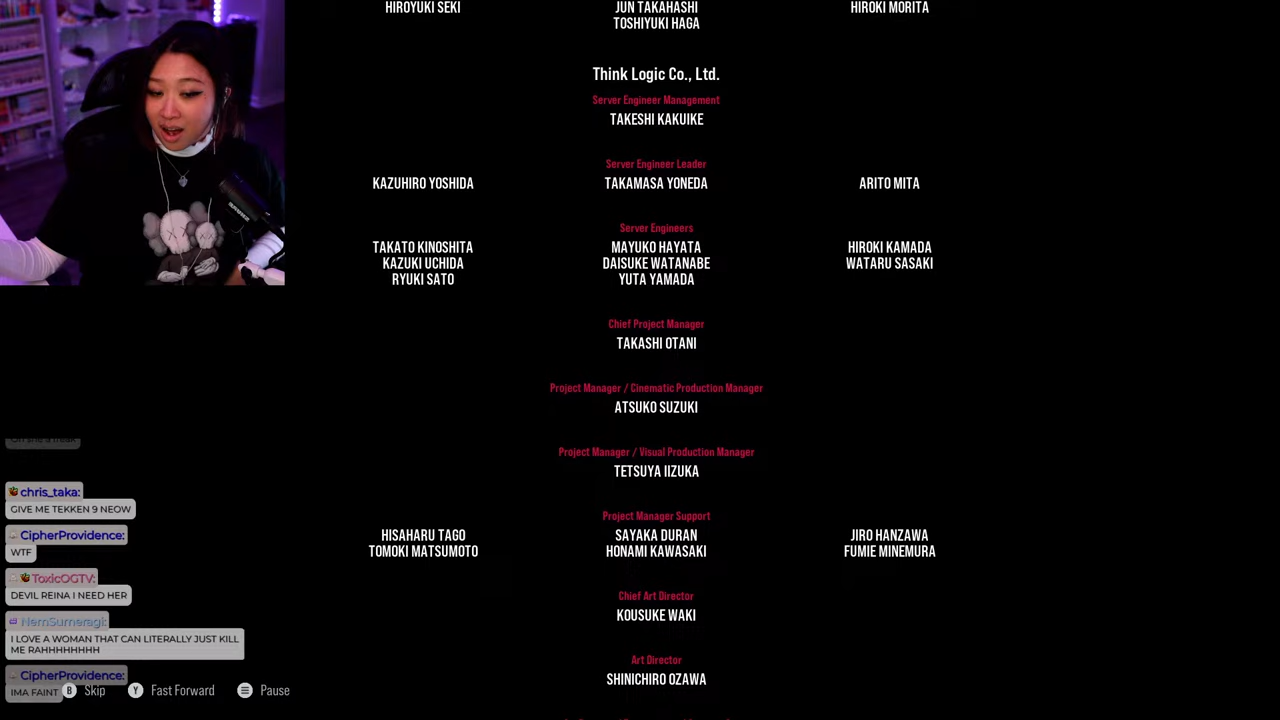 HIROYUKI SEKI
JUN TAKAHASHI
HIROKI MORITA
TOSHIYUKI HAGA
Think Logic Co., Ltd.
Server Engineer Management
TAKESHI KAKUIKE
Server Engineer Leader
KAZUHIRO YOSHIDA
TAKAMASA YONEDA
ARITO MITA
Server Engineers
TAKATO KINOSHITA
MAYUKO HAYATA
HIROKI KAMADA
KAZUKI UCHIDA
DAISUKE WATANABE
WATARU SASAKI
RYUKI SATO
YUTA YAMADA
Chief Project Manager
TAKASHI OTANI
Project Manager / Cinematic Production Manager
ATSUKO SUZUKI
Project Manager / Visual Production Manager
TETSUYA IIZUKA
Project Manager Support
HISAHARU TAGO
SAYAKA DURAN
JIRO HANZAWA
TOMOKI MATSUMOTO
HONAMI KAWASAKI
FUMIE MINEMURA
Chief Art Director
KOUSUKE WAKI
Art Director
SHINICHIRO OZAWA
chris_taka:
GIVE ME TEKKEN 9 NEOW
CipherProvidence:
WTF
ToxicOGTV:
DEVIL REINA I NEED HER
NemSumeragi:
I LOVE A WOMAN THAT CAN LITERALLY JUST KILL
ME RAHHHHHHHH
CipherProvidence:
IMA FAINT
B Skip
Y Fast Forward
Pause